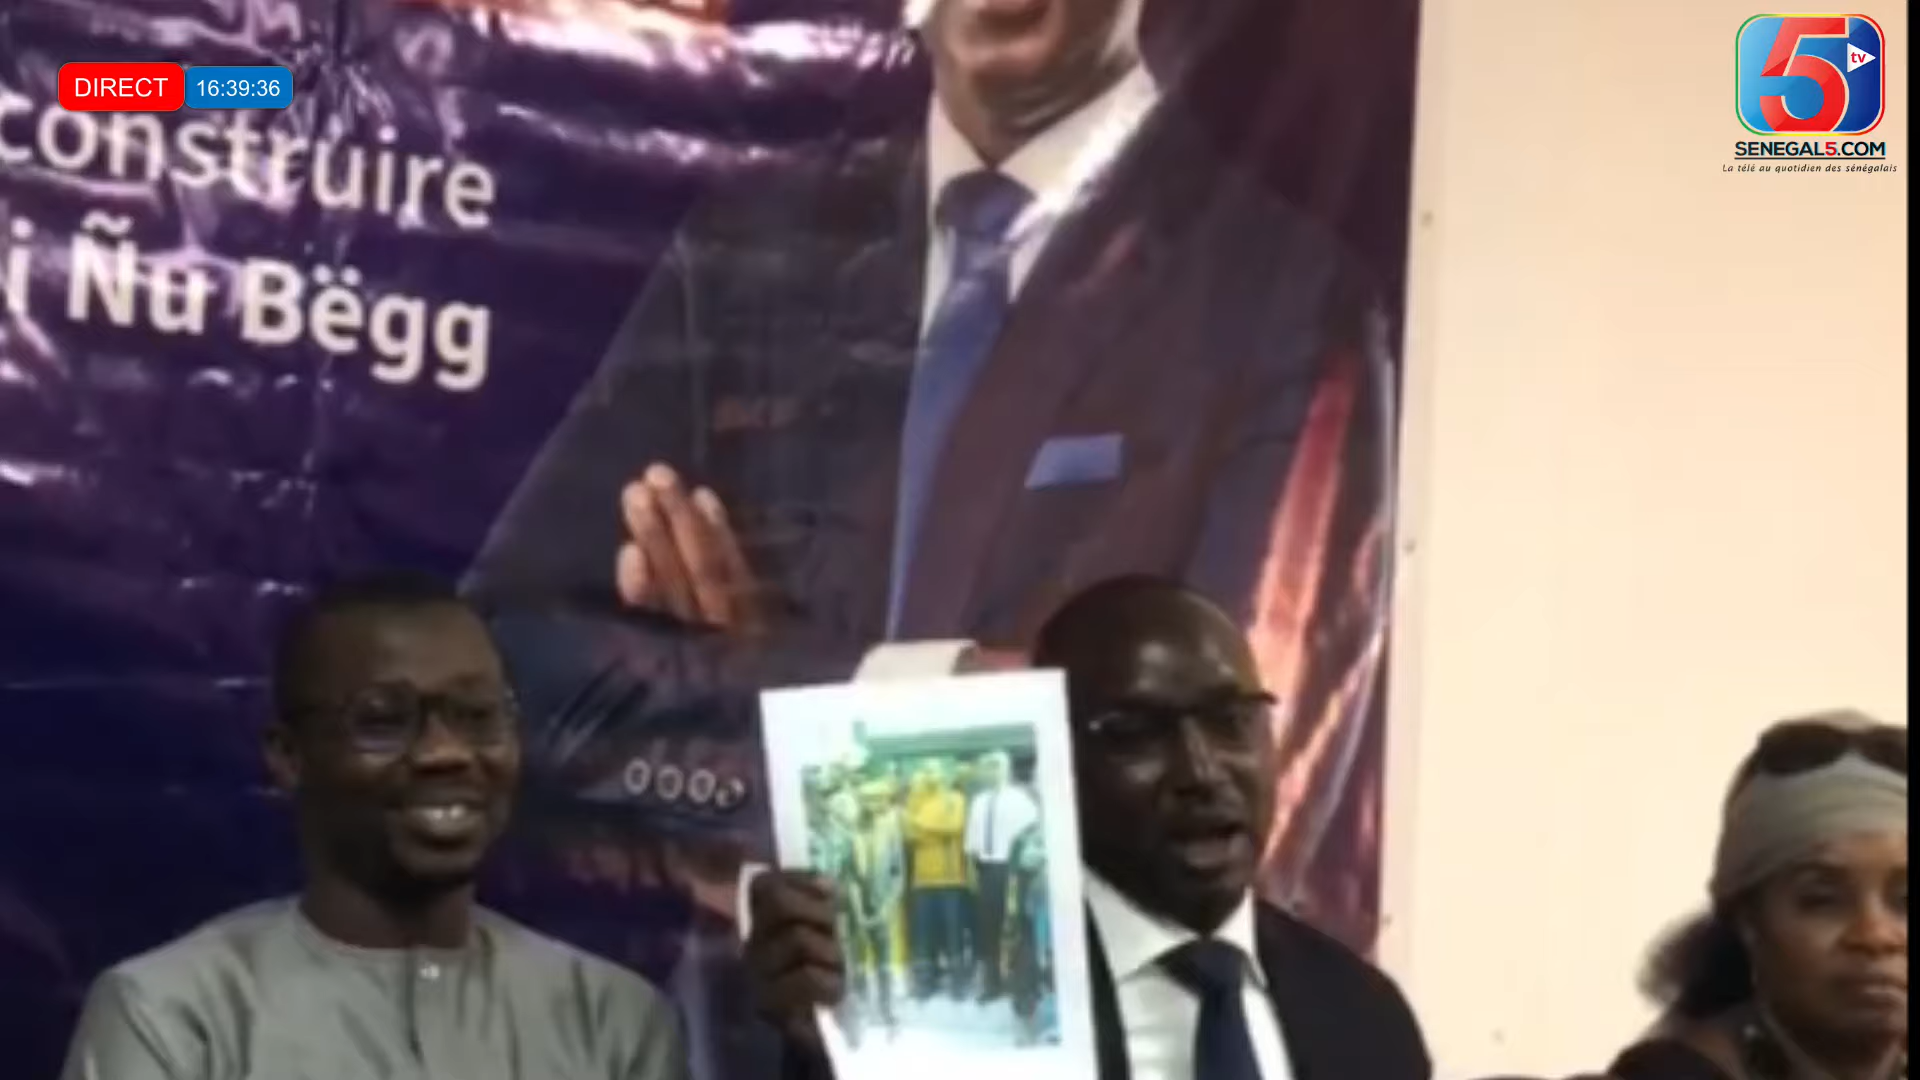 DIRECT 16:39:36
construire
i Ñu Bëgg
5 tv
SENEGAL5.COM
La télé au quotidien des sénégalais